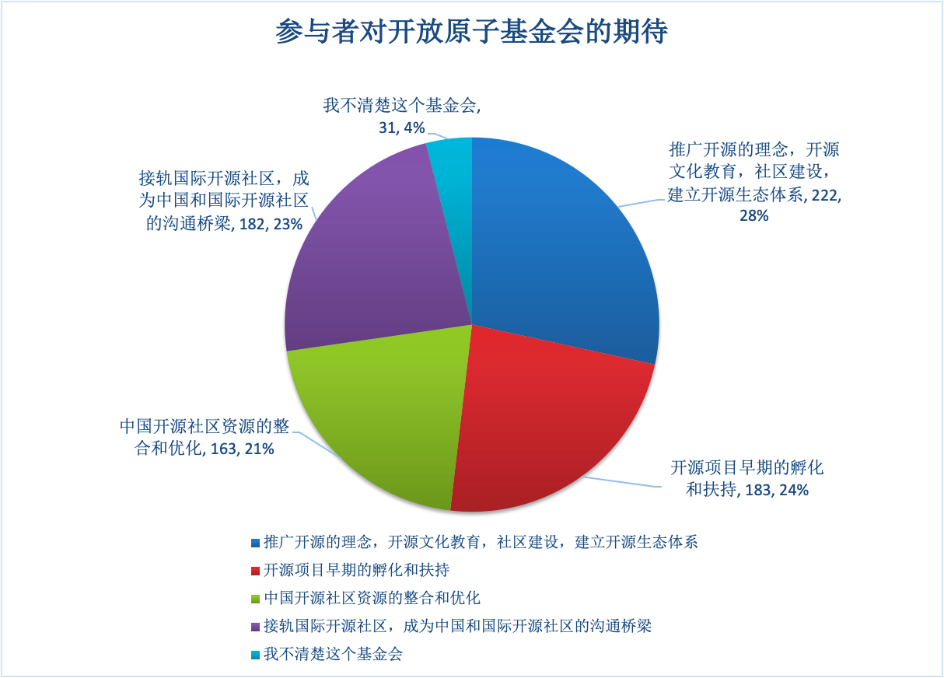 参与者对开放原子基金会的期待
我不清楚这个基金会,
31, 4%
推广开源的理念，开源
文化教育，社区建设，
建立开源生态体系, 222,
28%
接轨国际开源社区，成
为中国和国际开源社区
的沟通桥梁, 182, 23%
中国开源社区资源的整
合和优化, 163, 21%
开源项目早期的孵化
和扶持, 183, 24%
推广开源的理念，开源文化教育，社区建设，建立开源生态体系
开源项目早期的孵化和扶持
中国开源社区资源的整合和优化
接轨国际开源社区，成为中国和国际开源社区的沟通桥梁
我不清楚这个基金会